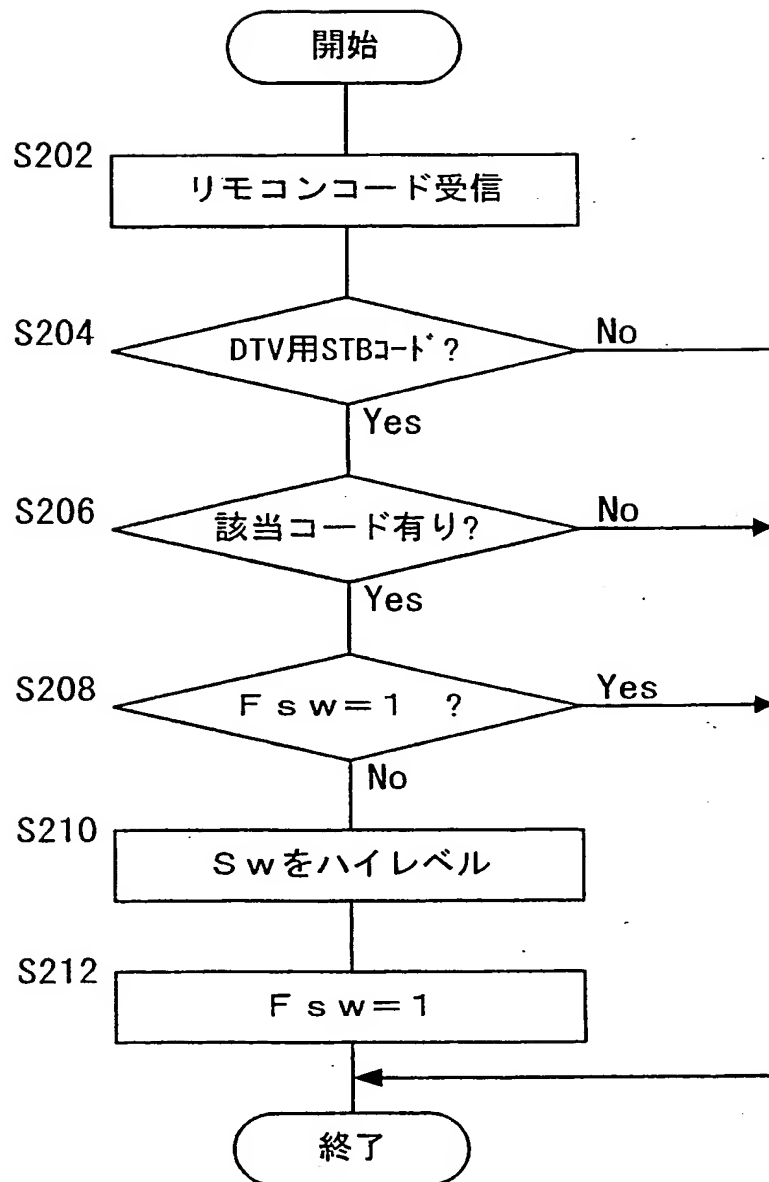 開始
S202
リモコンコード受信
S204
DTV用STBｺｰﾄﾞ?
No
Yes
S206
該当コード有り?
No
Yes
S208
Ｆｓｗ＝１ ?
Yes
No
S210
Ｓｗをハイレベル
S212
Ｆｓｗ＝１
終了